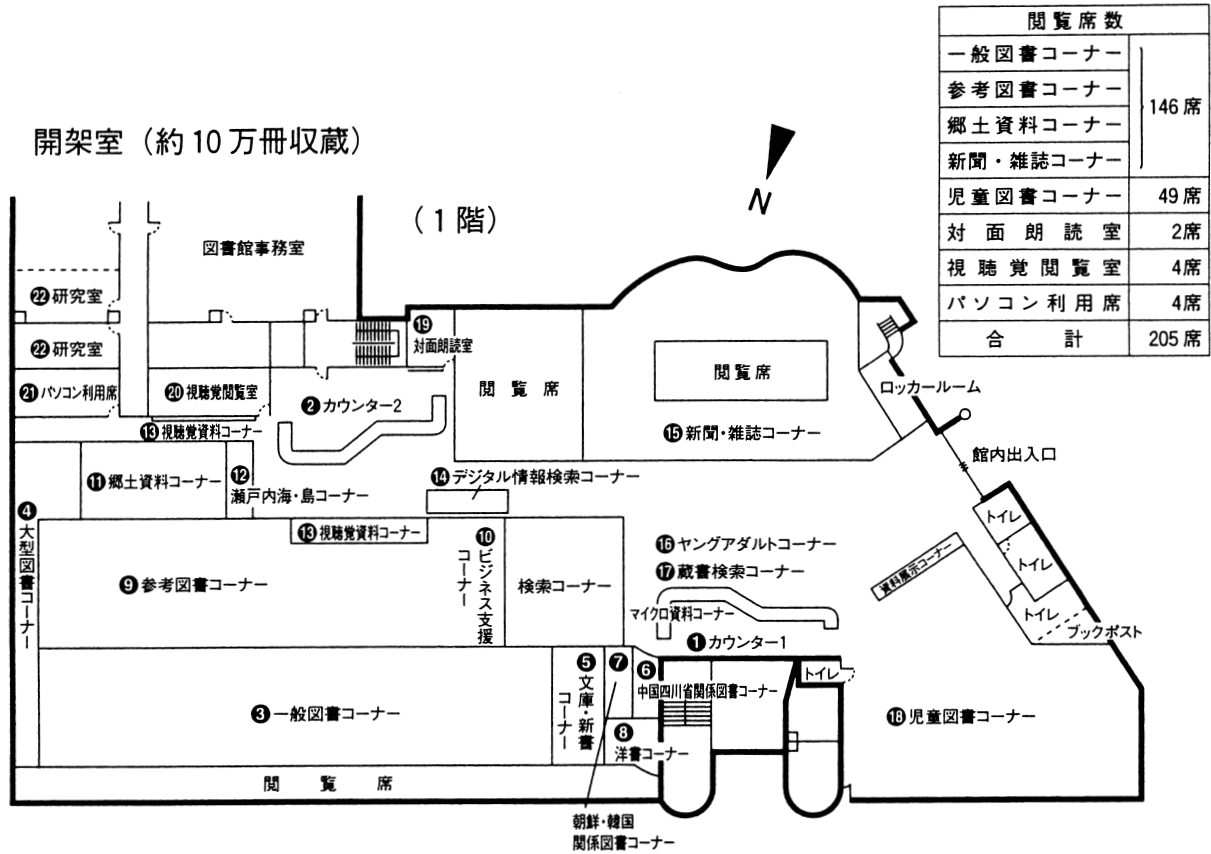 閲覧席数
一般図書コーナー
参考図書コーナー
郷土資料コーナー
新聞・雑誌コーナー
146席
児童図書コーナー 49席
対面朗読室 2席
視聴覚閲覧室 4席
パソコン利用席 4席
合計 205席
開架室（約10万冊収蔵）
（1階）
N
図書館事務室
㉒研究室
㉒研究室
㉑パソコン利用席
⑳視聴覚閲覧室
⑲
対面朗読室
閲覧席
閲覧席
⑮新聞・雑誌コーナー
ロッカールーム
館内出入口
❷カウンター2
⑬視聴覚資料コーナー
⑪郷土資料コーナー
⑫
瀬戸内海・島コーナー
⑭デジタル情報検索コーナー
❹大型図書コーナー
⑬視聴覚資料コーナー
❾参考図書コーナー
❿ビジネス支援
コーナー
検索コーナー
⑯ヤングアダルトコーナー
⑰蔵書検索コーナー
マイクロ資料コーナー
❶カウンター1
資料展示コーナー
トイレ
トイレ
トイレ
ブックポスト
トイレ
❸一般図書コーナー
❺文庫・新書
コーナー
❼
❻
中国四川省関係図書コーナー
❽
洋書コーナー
⑱児童図書コーナー
閲覧席
朝鮮・韓国
関係図書コーナー